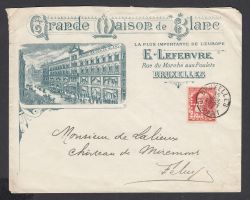 Grande Maison de Blanc
LA PLUS IMPORTANTE DE L'EUROPE
E. LEFEBVRE
Rue du Marché aux Poulets
BRUXELLES
Monsieur de Lalieux
Château de Miremont
Féluy